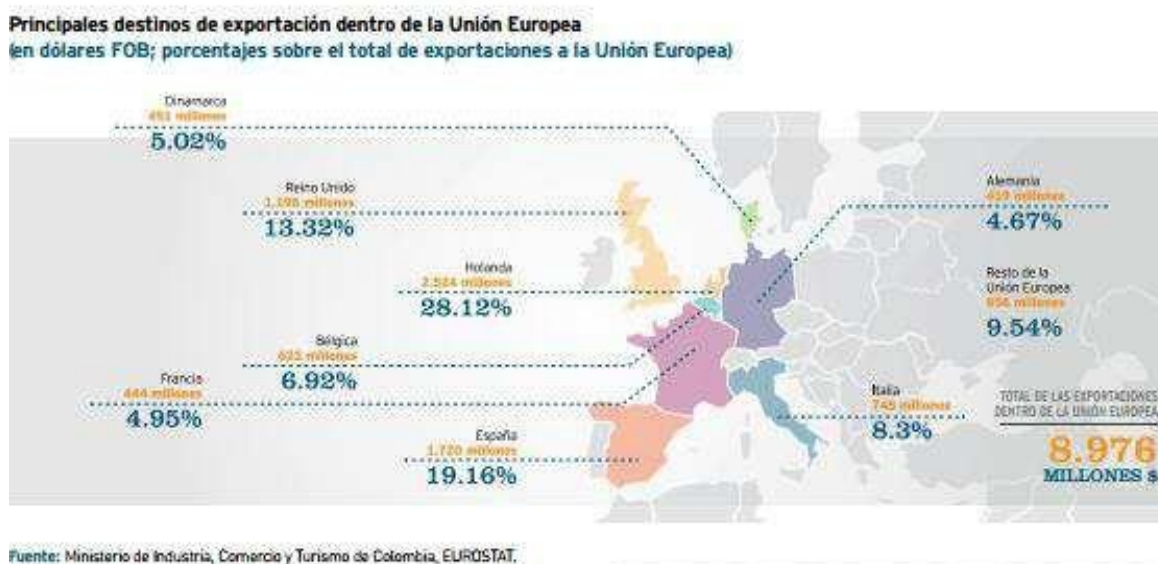 Principales destinos de exportación dentro de la Unión Europea
(en dólares FOB; porcentajes sobre el total de exportaciones a la Unión Europea)
Dinamarca
451 millones
5.02%
Reino Unido
1.196 millones
13.32%
Holanda
2.524 millones
28.12%
Bélgica
millones
6.92%
Francia
444 millones
4.95%
España
1.720 millones
19.16%
Alemania
419 millones
4.67%
Resto de la
Unión Europea
856 millones
9.54%
Italia
745 millones
8.3%
TOTAL DE LAS EXPORTACIONES
DENTRO DE LA UNIÓN EUROPEA
8.976
MILLONES $
Fuente: Ministerio de Industria, Comercio y Turismo de Colombia, EUROSTAT.